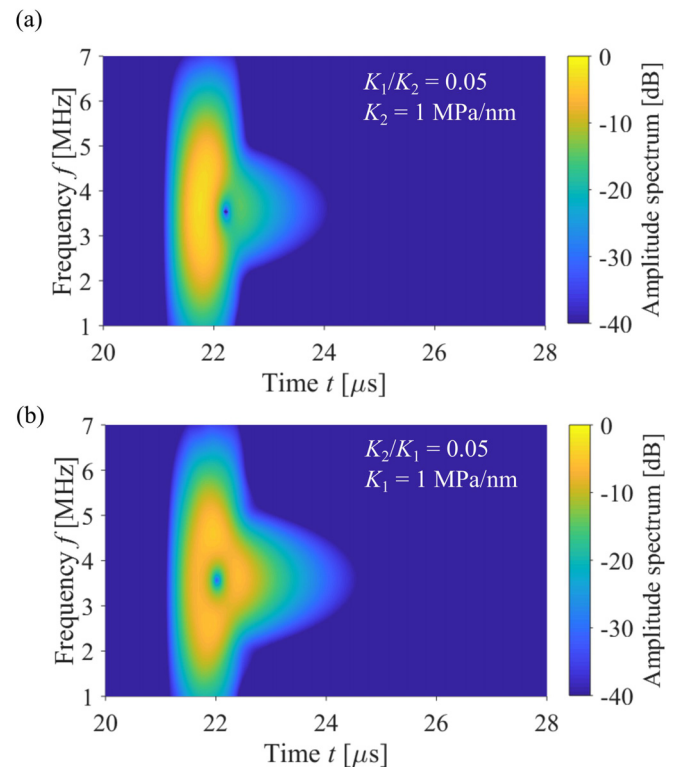 (a)
7
6
5
4
3
2
1
Frequency f [MHz]
K₁/K₂ = 0.05
K₂ = 1 MPa/nm
20 22 24 26 28
Time t [μs]
0
-10
-20
-30
-40
Amplitude spectrum [dB]
(b)
7
6
5
4
3
2
1
Frequency f [MHz]
K₂/K₁ = 0.05
K₁ = 1 MPa/nm
20 22 24 26 28
Time t [μs]
0
-10
-20
-30
-40
Amplitude spectrum [dB]